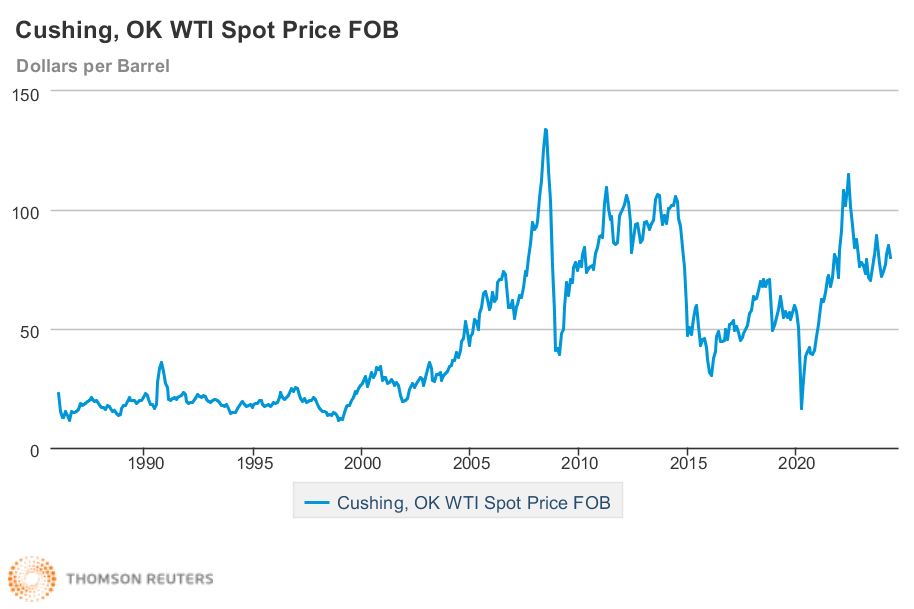 Cushing, OK WTI Spot Price FOB
Dollars per Barrel
150
100
50
0
1990 1995 2000 2005 2010 2015 2020
Cushing, OK WTI Spot Price FOB
THOMSON REUTERS